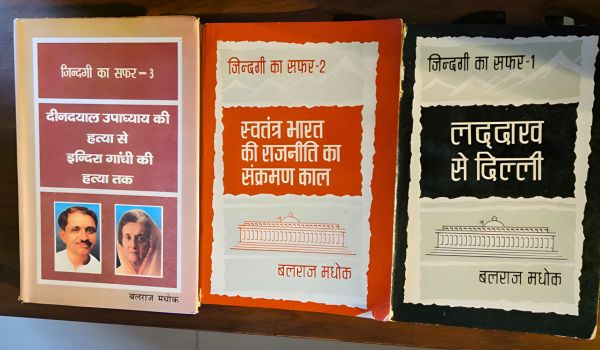 जिन्दगी का सफर – 3
दीनदयाल उपाध्याय की
हत्या से
इन्दिरा गांधी की
हत्या तक
बलराज मधोक
जिन्दगी का सफर-2
स्वतंत्र भारत
की राजनीति का
संक्रमण काल
बलराज मधोक
जिन्दगी का सफर-1
लद्दाख
से दिल्ली
बलराज मधोक